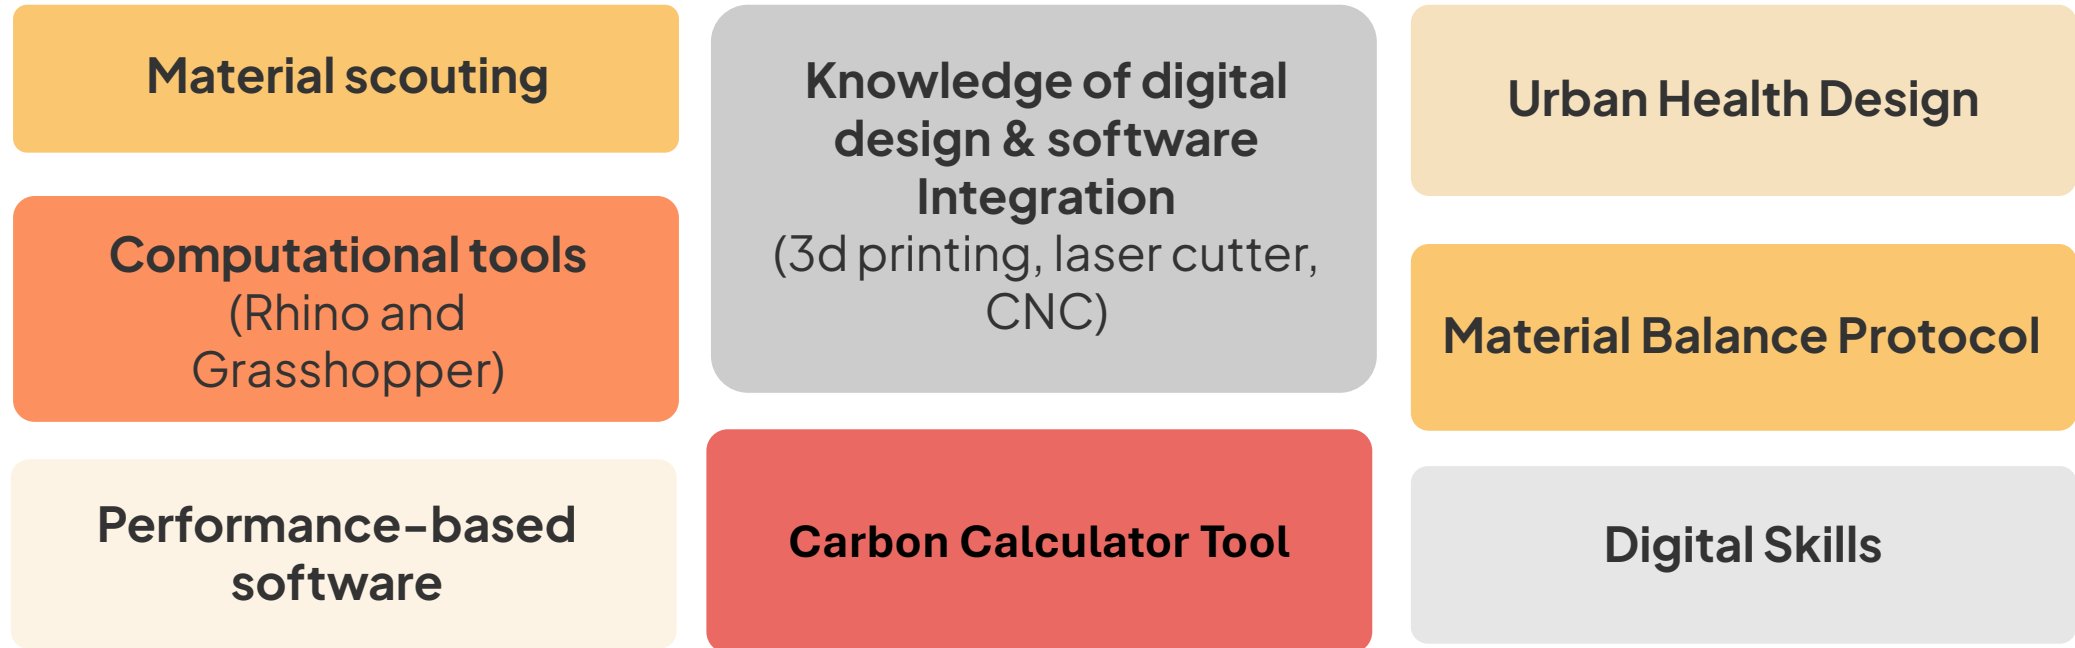 Material scouting
Computational tools
(Rhino and
Grasshopper)
Performance-based
software
Knowledge of digital
design & software
Integration
(3d printing, laser cutter,
CNC)
Carbon Calculator Tool
Urban Health Design
Material Balance Protocol
Digital Skills